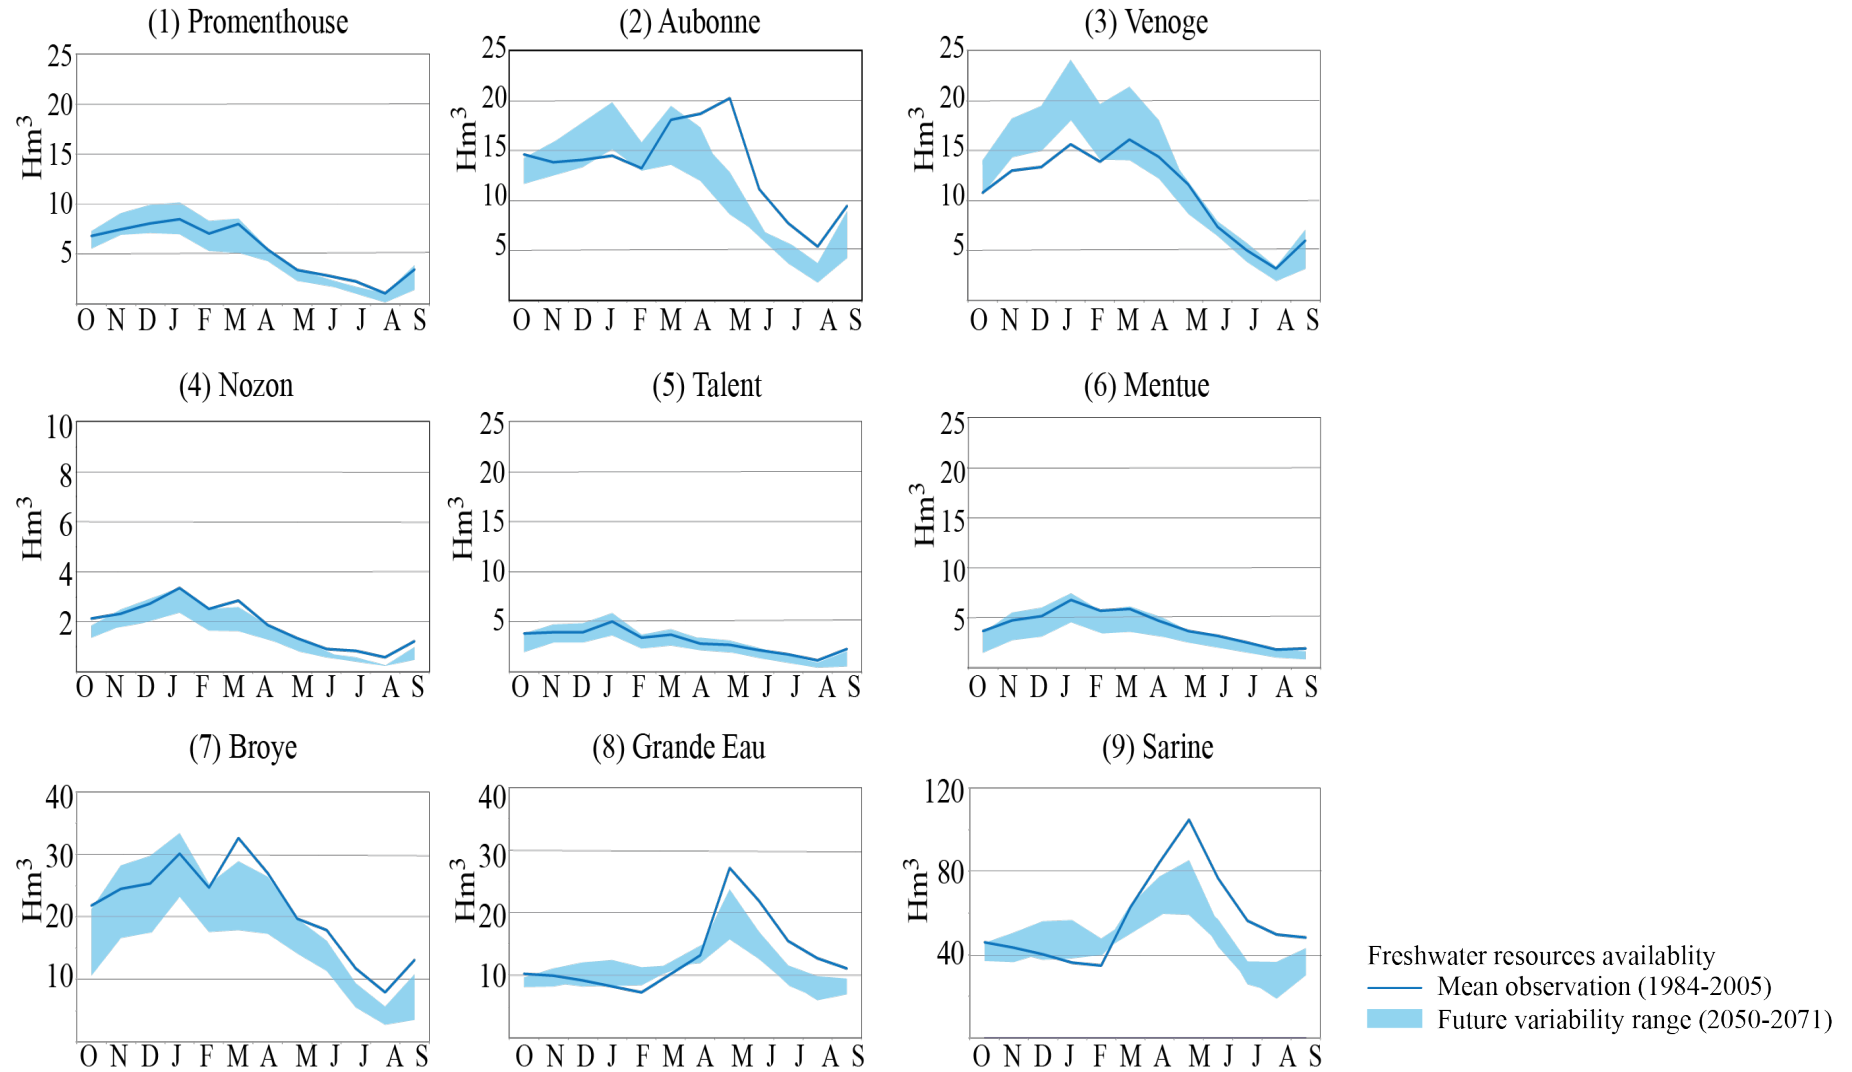 (1) Promenthouse
25
20
15
10
5
Hm³
O N D J F M A M J J A S
(2) Aubonne
25
20
15
10
5
Hm³
O N D J F M A M J J A S
(3) Venoge
25
20
15
10
5
Hm³
O N D J F M A M J J A S
(4) Nozon
10
8
6
4
2
Hm³
O N D J F M A M J J A S
(5) Talent
25
20
15
10
5
Hm³
O N D J F M A M J J A S
(6) Mentue
25
20
15
10
5
Hm³
O N D J F M A M J J A S
(7) Broye
40
30
20
10
Hm³
O N D J F M A M J J A S
(8) Grande Eau
40
30
20
10
Hm³
O N D J F M A M J J A S
(9) Sarine
120
80
40
Hm³
O N D J F M A M J J A S
Freshwater resources availablity
Mean observation (1984-2005)
Future variability range (2050-2071)